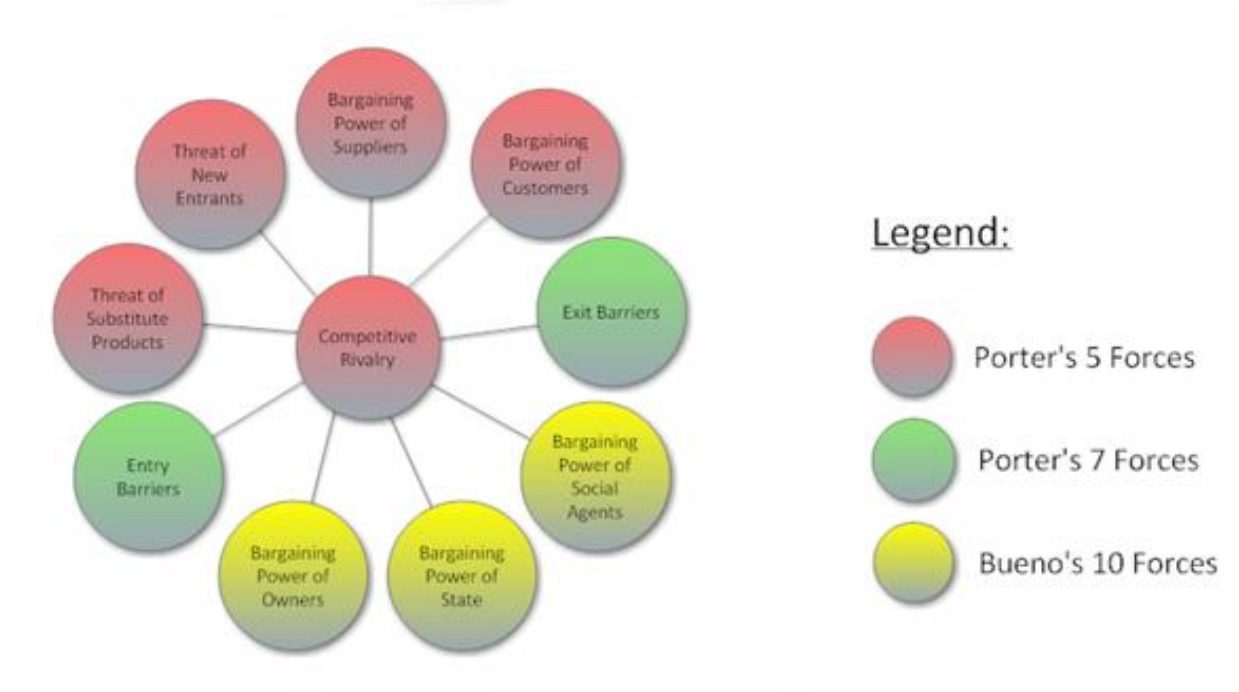 Bargaining
Power of
Suppliers
Bargaining
Power of
Customers
Threat of
New
Entrants
Exit Barriers
Threat of
Substitute
Products
Competitive
Rivalry
Entry
Barriers
Bargaining
Power of
Social
Agents
Bargaining
Power of
Owners
Bargaining
Power of
State
Legend:
Porter's 5 Forces
Porter's 7 Forces
Bueno's 10 Forces